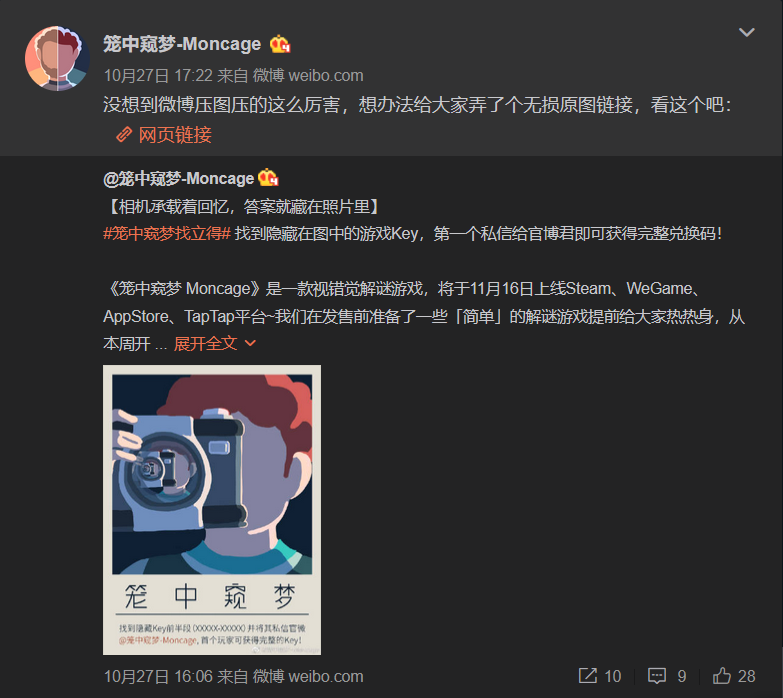 笼中窥梦-Moncage
10月27日 17:22 来自 微博 weibo.com
没想到微博压图压的这么厉害，想办法给大家弄了个无损原图链接，看这个吧：
网页链接
@笼中窥梦-Moncage
【相机承载着回忆，答案就藏在照片里】
#笼中窥梦找立得# 找到隐藏在图中的游戏Key，第一个私信给官博君即可获得完整兑换码！
《笼中窥梦 Moncage》是一款视错觉解谜游戏，将于11月16日上线Steam、WeGame、
AppStore、TapTap平台~我们在发售前准备了一些「简单」的解谜游戏提前给大家热热身，从
本周开 ... 展开全文
笼中窥梦
找到隐藏Key前半段（XXXXX-XXXXX）并将其私信官微
@笼中窥梦-Moncage, 首个玩家可获得完整的Key！
10月27日 16:06 来自 微博 weibo.com
10 9 28